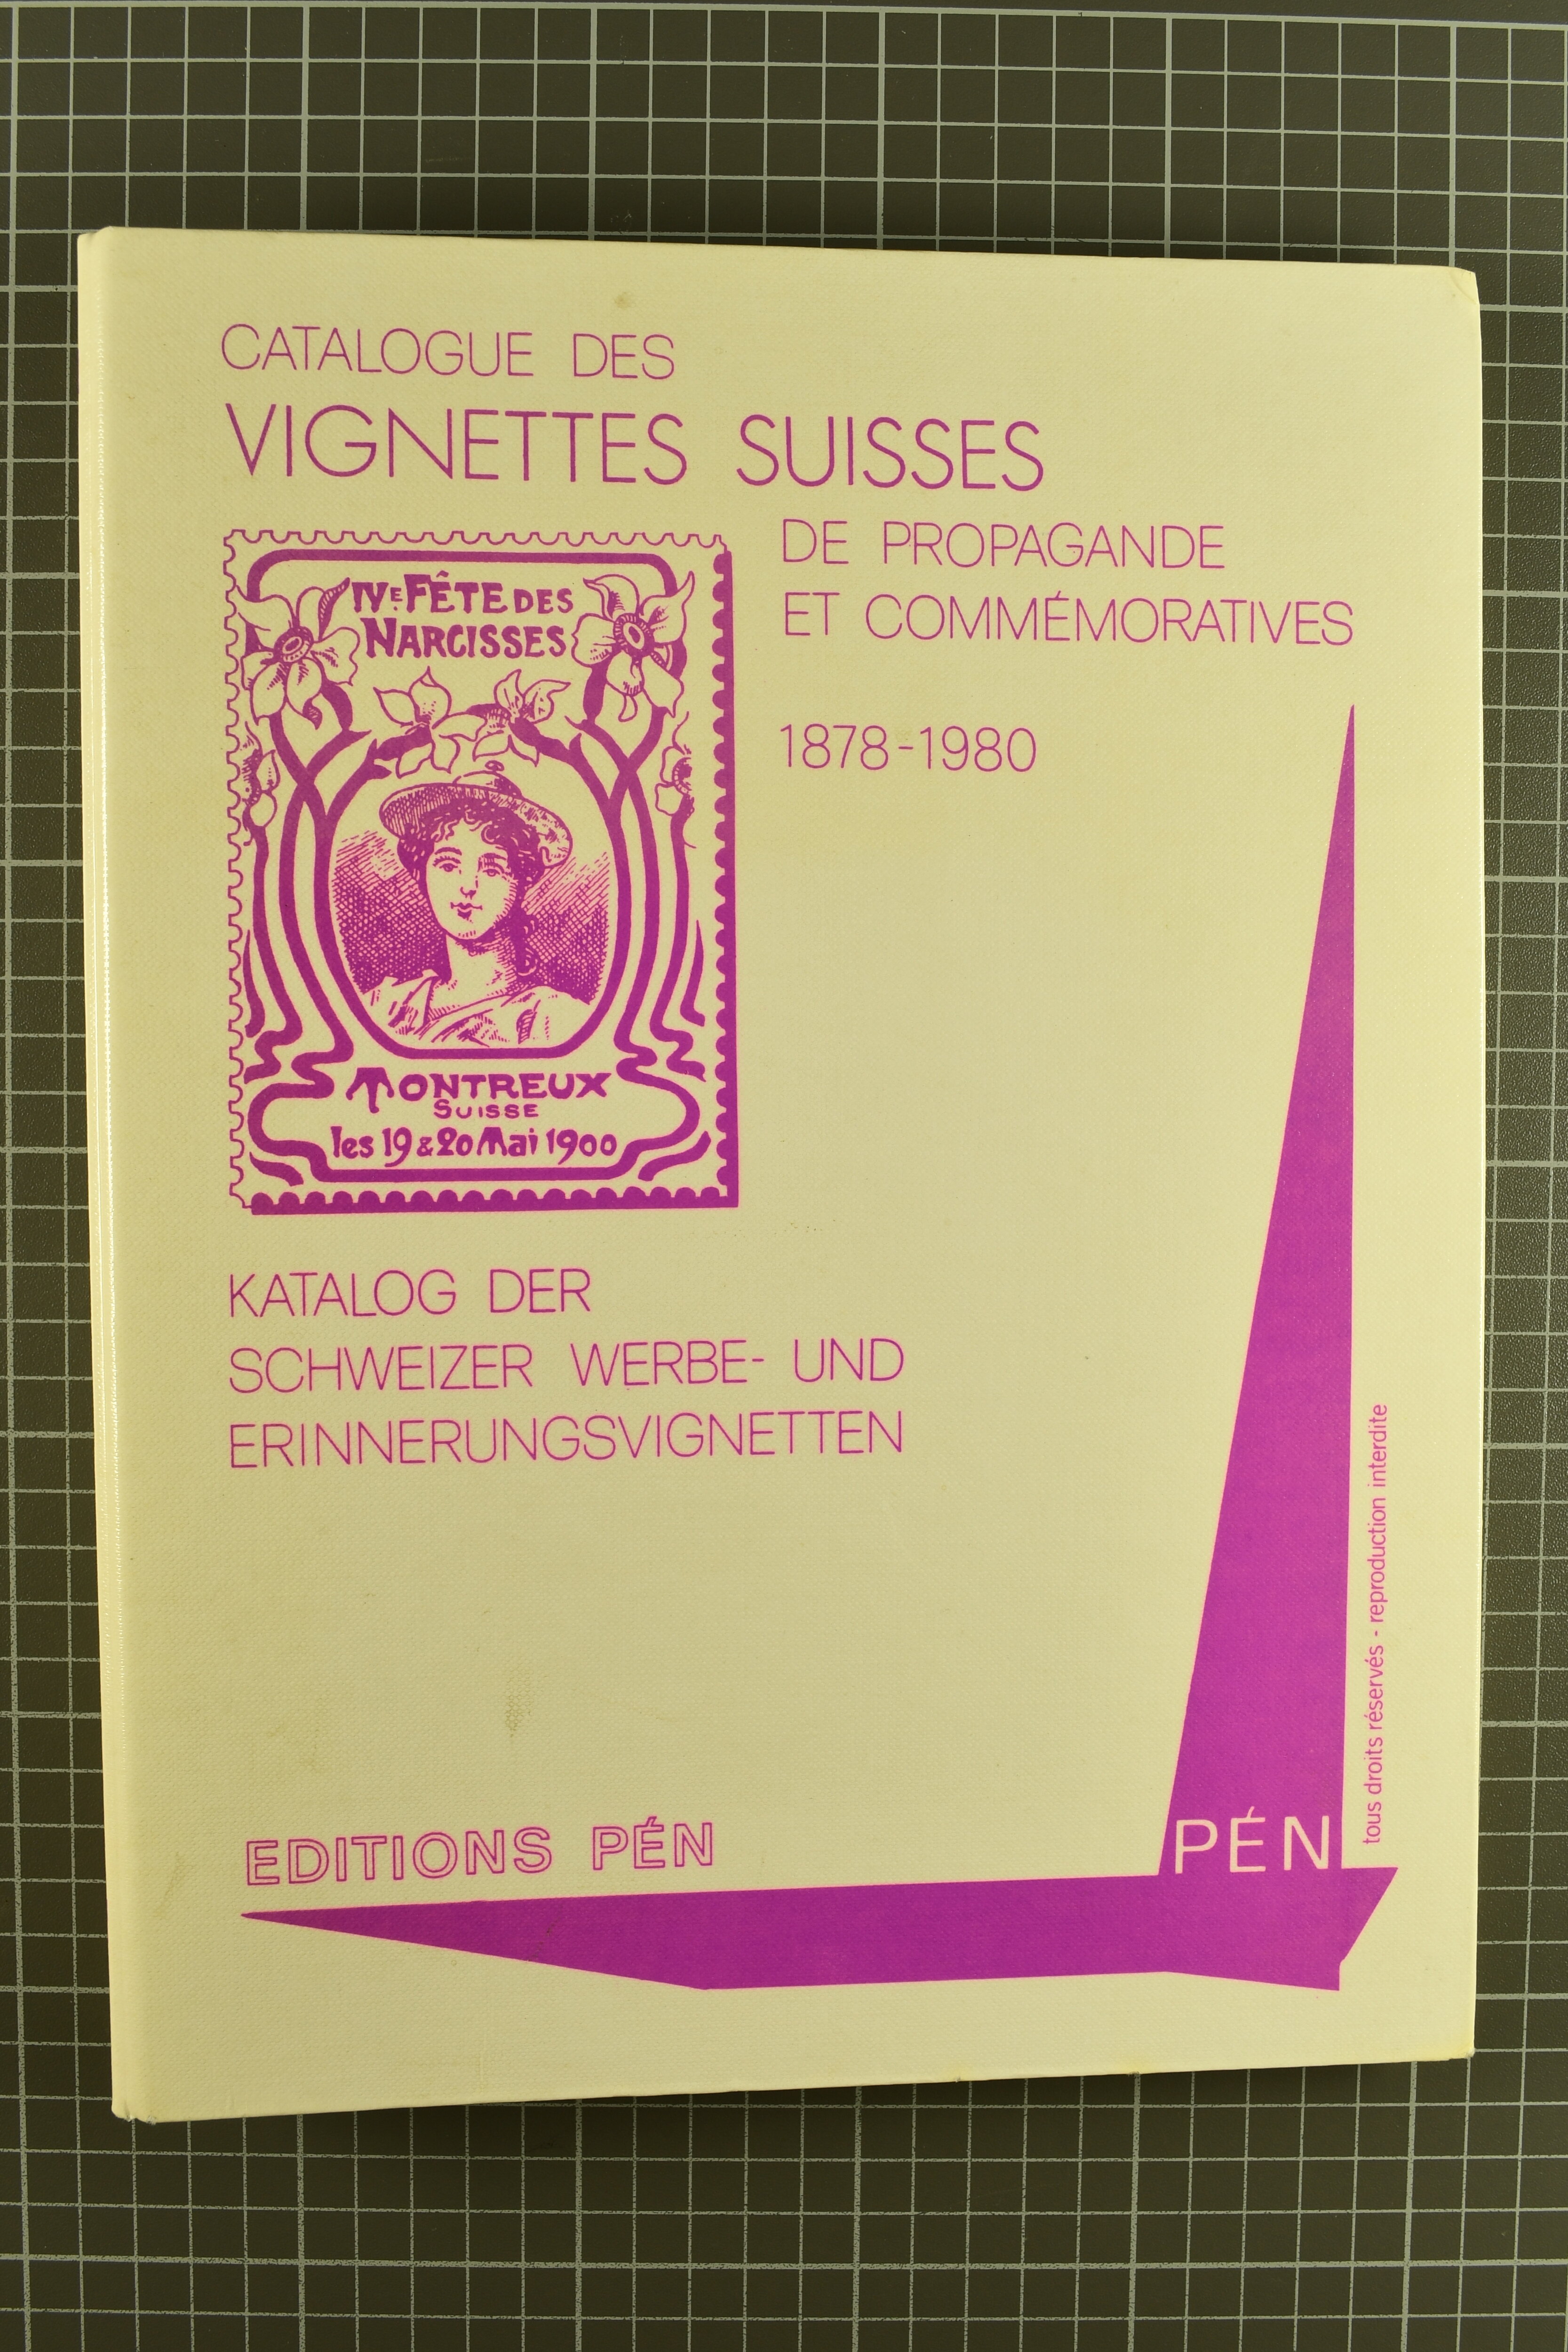 CATALOGUE DES
VIGNETTES SUISSES
DE PROPAGANDE
ET COMMÉMORATIVES
1878-1980
IVE FÊTE DES
NARCISSES
MONTREUX
SUISSE
les 19 & 20 Mai 1900
KATALOG DER
SCHWEIZER WERBE- UND
ERINNERUNGSVIGNETTEN
EDITIONS PÉN
PÉN
tous droits réservés - reproduction interdite